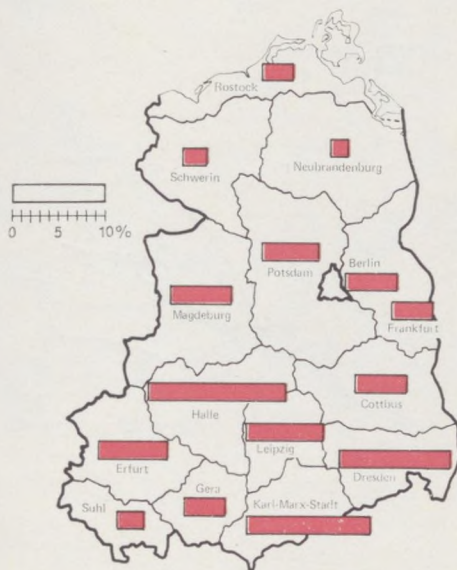 Rostock
Schwerin
Neubrandenburg
0 5 10%
Potsdam
Berlin
Magdeburg
Frankfurt
Halle
Cottbus
Leipzig
Erfurt
Dresden
Gera
Karl-Marx-Stadt
Suhl